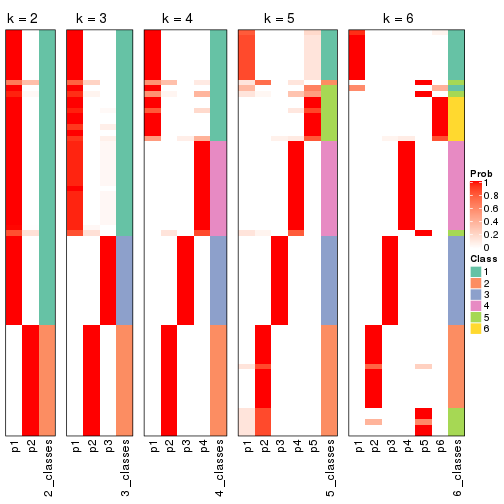 k = 2
k = 3
k = 4
k = 5
k = 6
p1
p2
2_classes
p1
p2
p3
3_classes
p1
p2
p3
p4
4_classes
p1
p2
p3
p4
p5
5_classes
p1
p2
p3
p4
p5
p6
6_classes
Prob
1
0.8
0.6
0.4
0.2
0
Class
1
2
3
4
5
6